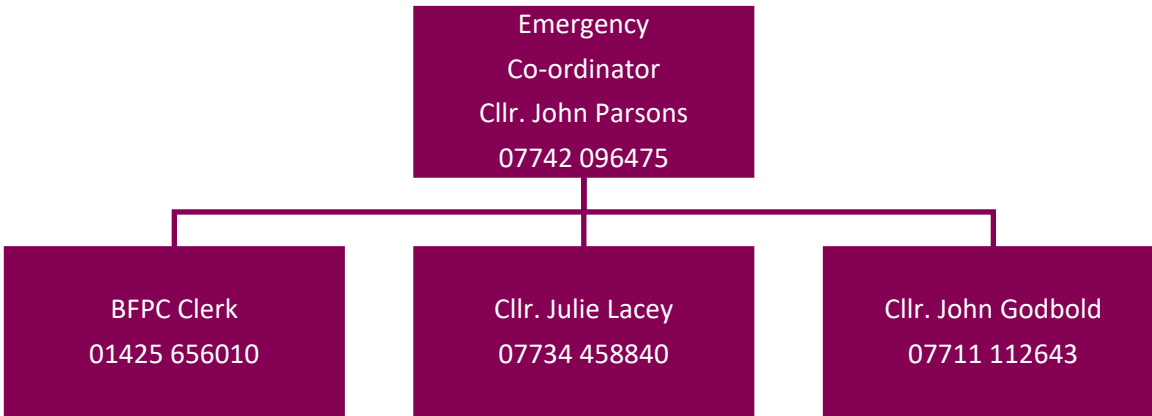 Emergency
Co-ordinator
Cllr. John Parsons
07742 096475
BFPC Clerk
01425 656010
Cllr. Julie Lacey
07734 458840
Cllr. John Godbold
07711 112643